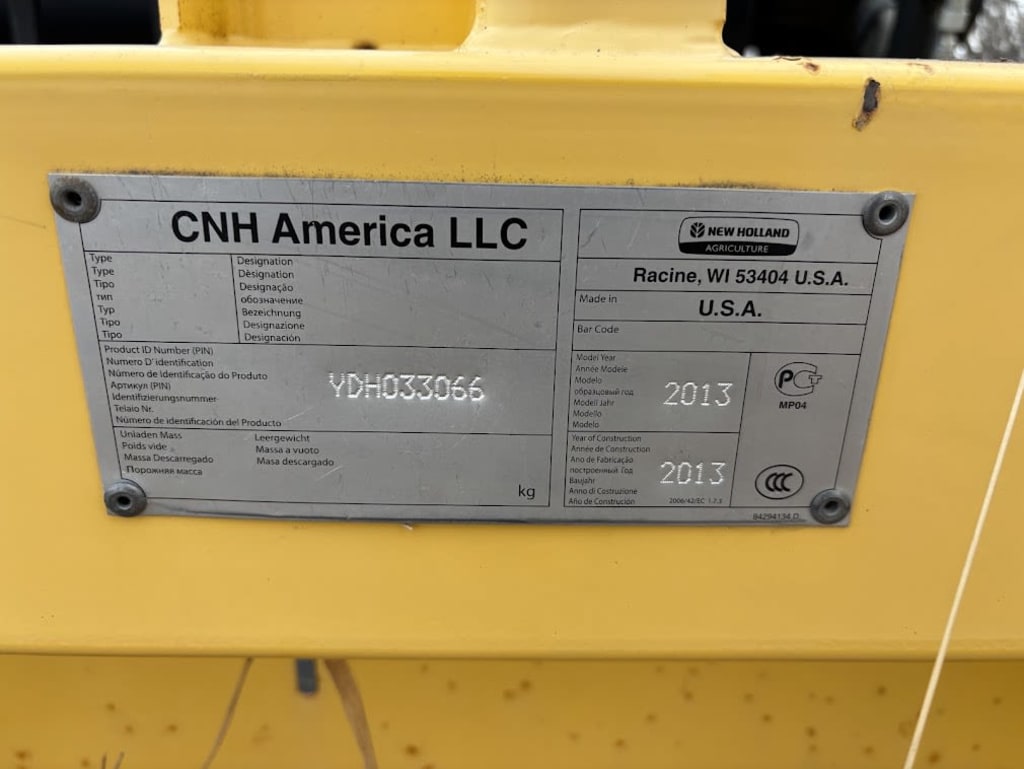 CNH America LLC
Type
Type
Tipo
тип
Typ
Tipo
Tipo
Designation
Dèsignation
Designação
обозначение
Bezeichnung
Designazione
Designación
Product ID Number (PIN)
Numero D'identification
Número de Identificação do Produto
Артикул (PIN)
Identifizierungsnummer
Telaio Nr.
Número de identificación del Producto
YDH033066
Unladen Mass
Poids vide
Massa Descarregado
Порожняя масса
Leergewicht
Massa a vuoto
Masa descargado
kg
NEW HOLLAND
AGRICULTURE
Racine, WI 53404 U.S.A.
Made in
U.S.A.
Bar Code
Model Year
Année Modele
Modelo
образцовый год
Modell Jahr
Modello
Modelo
2013
Year of Construction
Annee de Construction
Ano de Fabricação
построенный Год
Baujahr
Anno di Costruzione
Año de Construción
2013
2006/42/EC 1.7.3
MP04
CCC
84294134 D